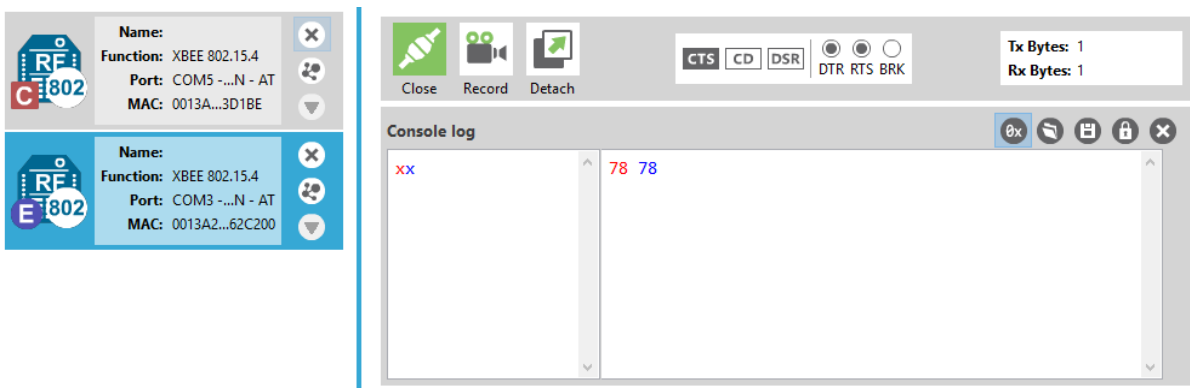 RF
802
C
Name:
Function: XBEE 802.15.4
Port: COM5 -...N - AT
MAC: 0013A...3D1BE
RF
802
E
Name:
Function: XBEE 802.15.4
Port: COM3 -...N - AT
MAC: 0013A2...62C200
Close Record Detach
CTS CD DSR
DTR RTS BRK
Tx Bytes: 1
Rx Bytes: 1
Console log
0x
xx
78 78